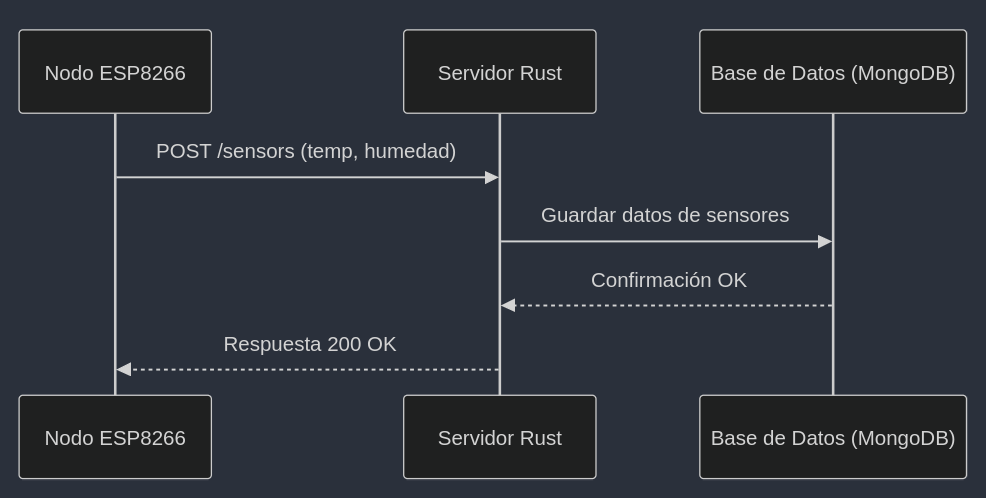 Nodo ESP8266
Servidor Rust
Base de Datos (MongoDB)
POST /sensors (temp, humedad)
Guardar datos de sensores
Confirmación OK
Respuesta 200 OK
Nodo ESP8266
Servidor Rust
Base de Datos (MongoDB)